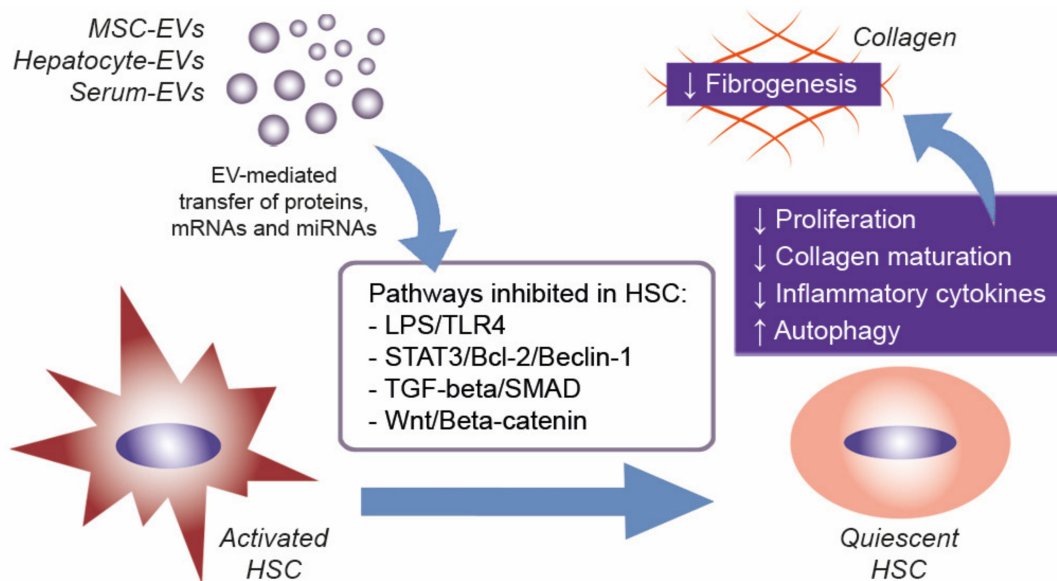 MSC-EVs
Hepatocyte-EVs
Serum-EVs
EV-mediated
transfer of proteins,
mRNAs and miRNAs
Collagen
↓ Fibrogenesis
↓ Proliferation
↓ Collagen maturation
↓ Inflammatory cytokines
↑ Autophagy
Pathways inhibited in HSC:
- LPS/TLR4
- STAT3/Bcl-2/Beclin-1
- TGF-beta/SMAD
- Wnt/Beta-catenin
Activated
HSC
Quiescent
HSC